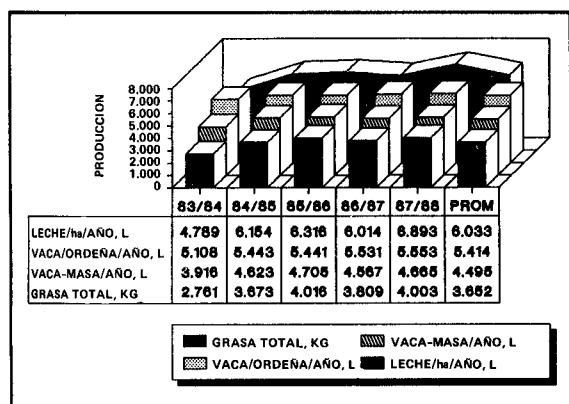 PRODUCCION
8.000
7.000
6.000
5.000
4.000
3.000
2.000
1.000
0
83/84 84/85 85/86 86/87 87/88 PROM
LECHE/ha/AÑO, L 4.789 6.154 6.316 6.014 6.893 6.033
VACA/ORDEÑA/AÑO, L 5.108 5.443 5.441 5.531 5.553 5.414
VACA-MASA/AÑO, L 3.916 4.623 4.705 4.567 4.665 4.495
GRASA TOTAL, KG 2.761 3.673 4.016 3.809 4.003 3.652
GRASA TOTAL, KG VACA-MASA/AÑO, L
VACA/ORDEÑA/AÑO, L LECHE/ha/AÑO, L